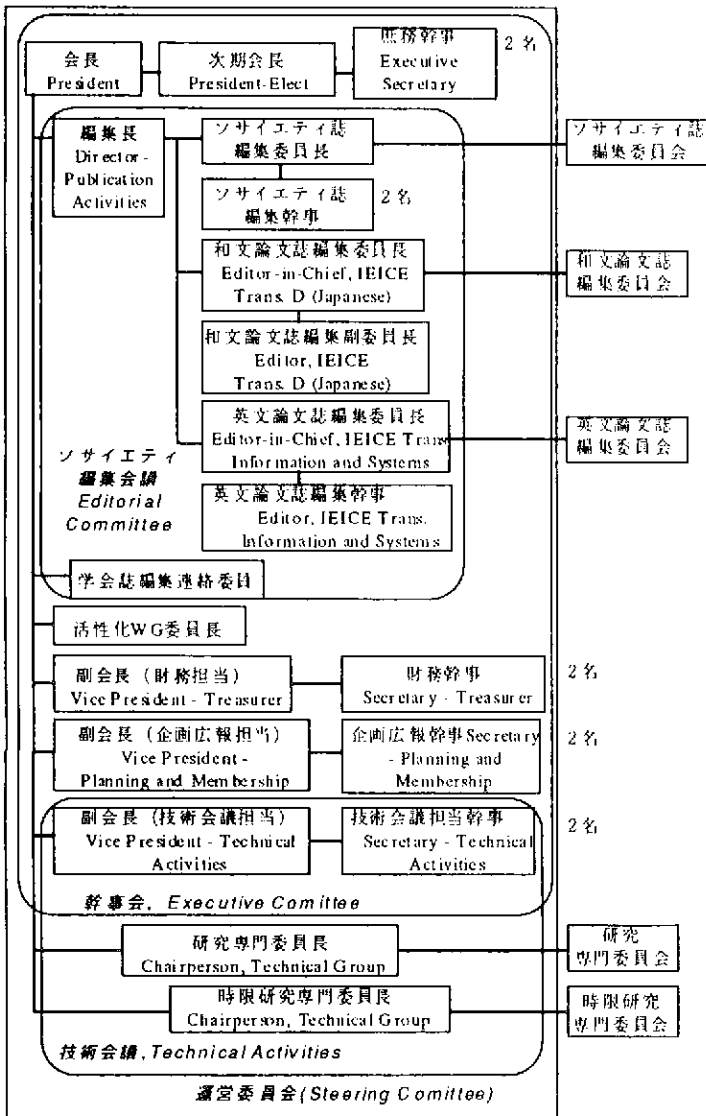 会長
President
次期会長
President-Elect
庶務幹事
Executive
Secretary
2名
編集長
Director-
Publication
Activities
ソサイエティ誌
編集委員長
ソサイエティ誌
編集委員会
ソサイエティ誌
編集幹事
2名
和文論文誌編集委員長
Editor-in-Chief, IEICE
Trans. D (Japanese)
和文論文誌
編集委員会
和文論文誌編集副委員長
Editor, IEICE
Trans. D (Japanese)
英文論文誌編集委員長
Editor-in-Chief, IEICE Trans
Information and Systems
英文論文誌
編集委員会
ソサイエティ
編集会議
Editorial
Committee
英文論文誌編集幹事
Editor, IEICE Trans.
Information and Systems
学会誌編集連絡委員
活性化WG委員長
副会長（財務担当）
Vice President - Treasurer
財務幹事
Secretary - Treasurer
2名
副会長（企画広報担当）
Vice President -
Planning and Membership
企画広報幹事Secretary
- Planning and
Membership
2名
副会長（技術会議担当）
Vice President - Technical
Activities
技術会議担当幹事
Secretary - Technical
Activities
2名
幹事会, Executive Comittee
研究専門委員長
Chairperson, Technical Group
研究
専門委員会
時限研究専門委員長
Chairperson, Technical Group
時限研究
専門委員会
技術会議, Technical Activities
運営委員会(Steering Comittee)